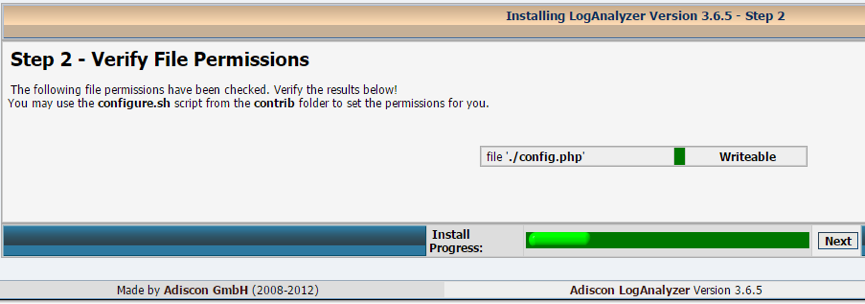 Installing LogAnalyzer Version 3.6.5 - Step 2
Step 2 - Verify File Permissions
The following file permissions have been checked. Verify the results below!
You may use the configure.sh script from the contrib folder to set the permissions for you.
file './config.php' Writeable
Install
Progress:
Next
Made by Adiscon GmbH (2008-2012) Adiscon LogAnalyzer Version 3.6.5